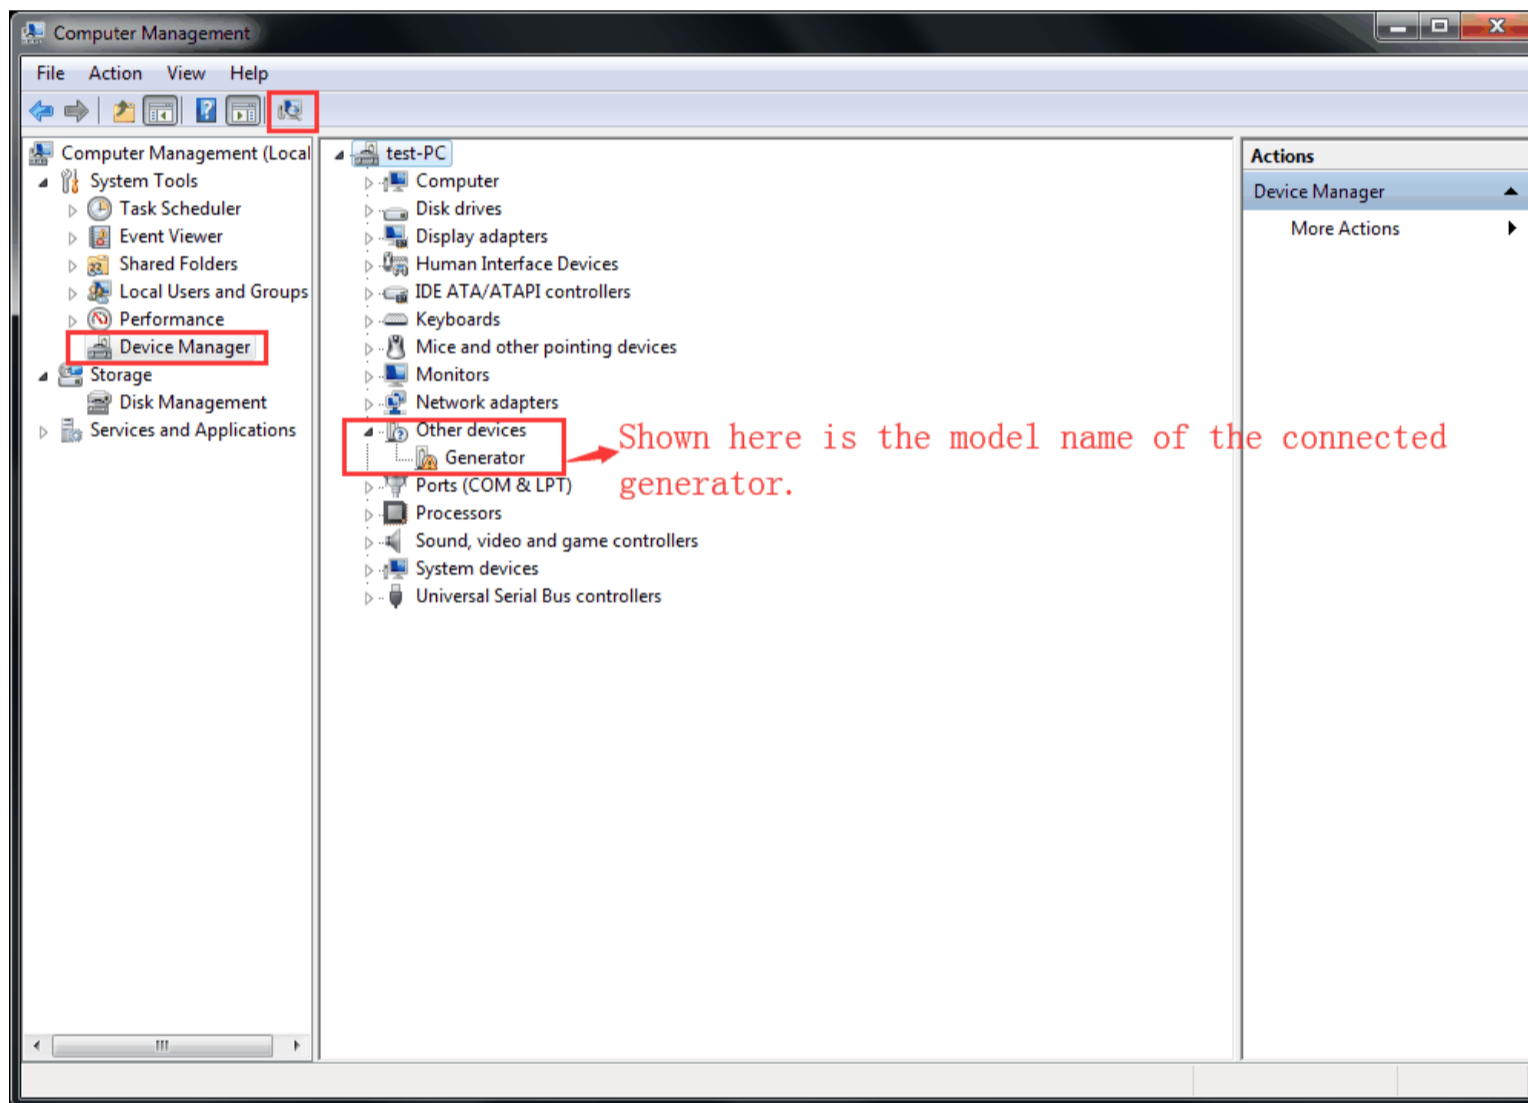 Computer Management
File Action View Help
Computer Management (Local
System Tools
Task Scheduler
Event Viewer
Shared Folders
Local Users and Groups
Performance
Device Manager
Storage
Disk Management
Services and Applications
test-PC
Computer
Disk drives
Display adapters
Human Interface Devices
IDE ATA/ATAPI controllers
Keyboards
Mice and other pointing devices
Monitors
Network adapters
Other devices
Generator
Ports (COM & LPT)
Processors
Sound, video and game controllers
System devices
Universal Serial Bus controllers
Shown here is the model name of the connected
generator.
Actions
Device Manager
More Actions